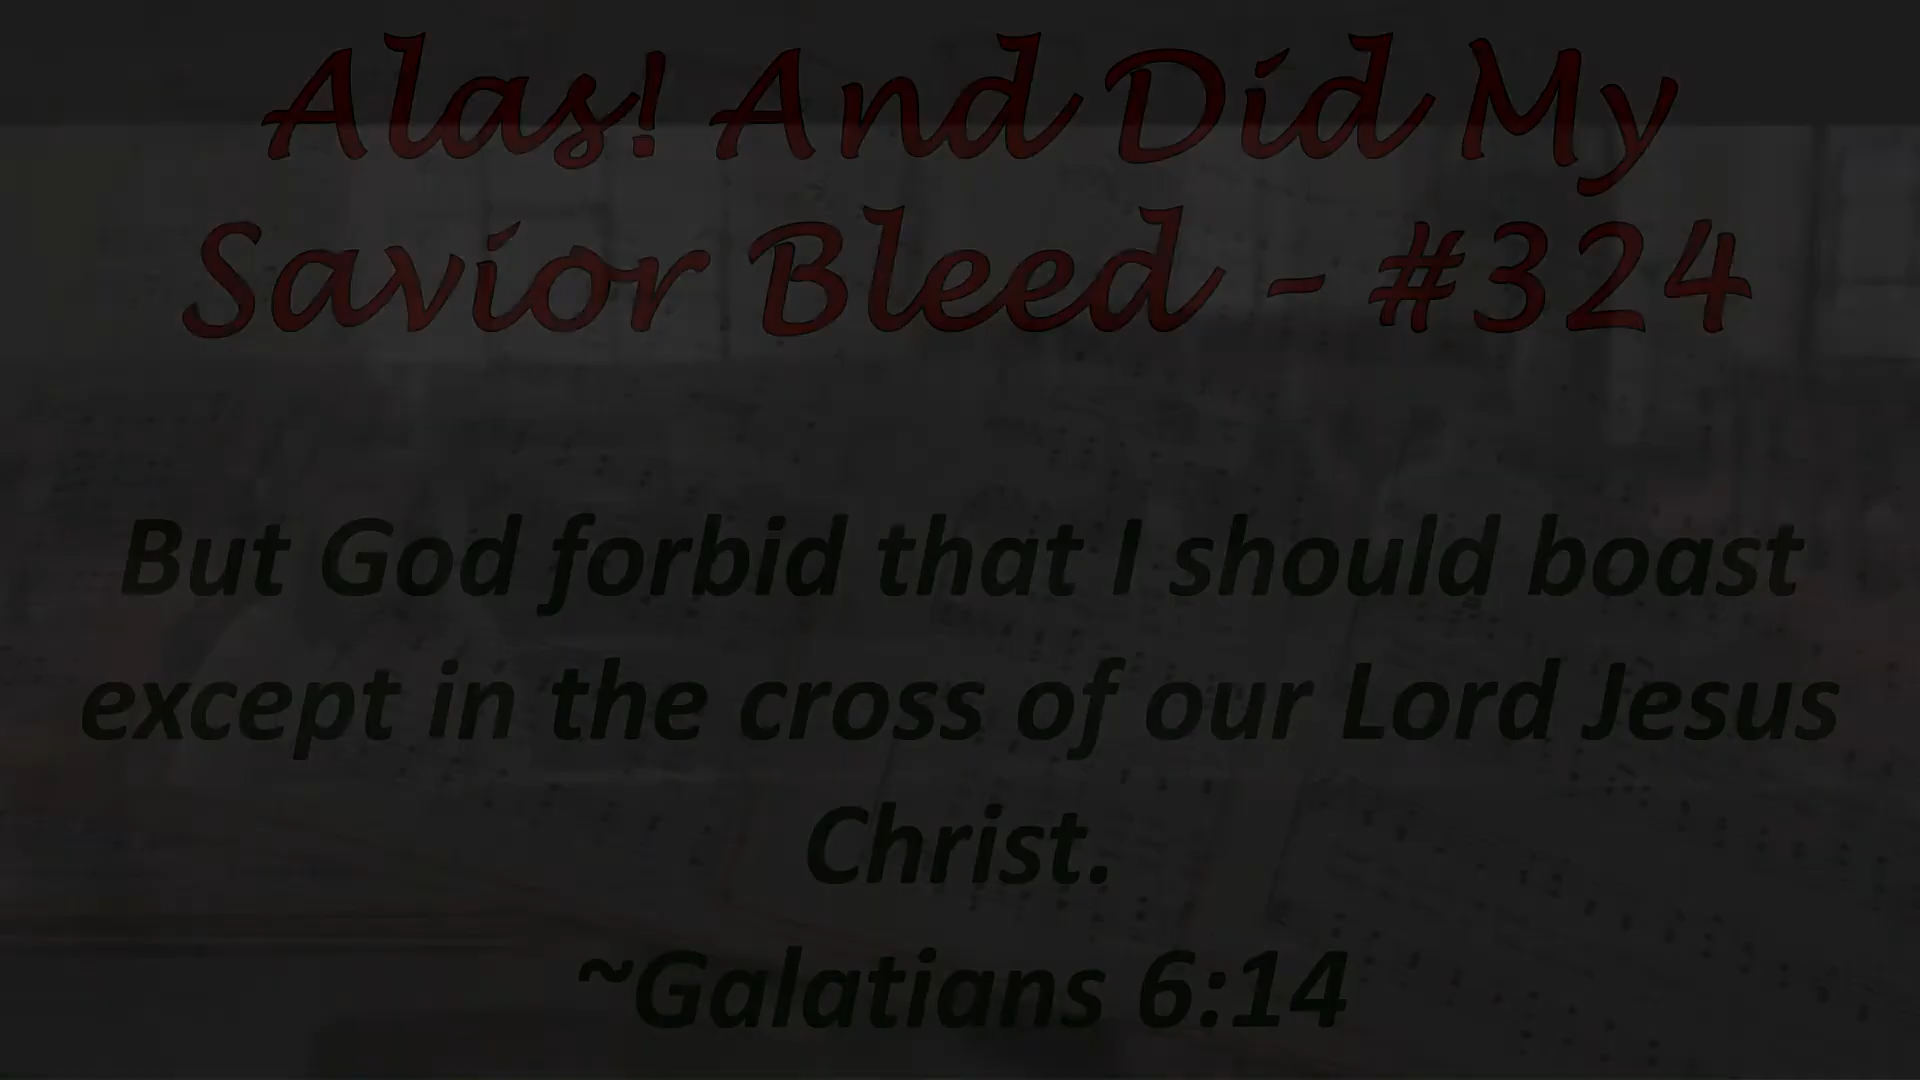 Alas! And Did My
Savior Bleed - #324
But God forbid that I should boast
except in the cross of our Lord Jesus
Christ.
~Galatians 6:14